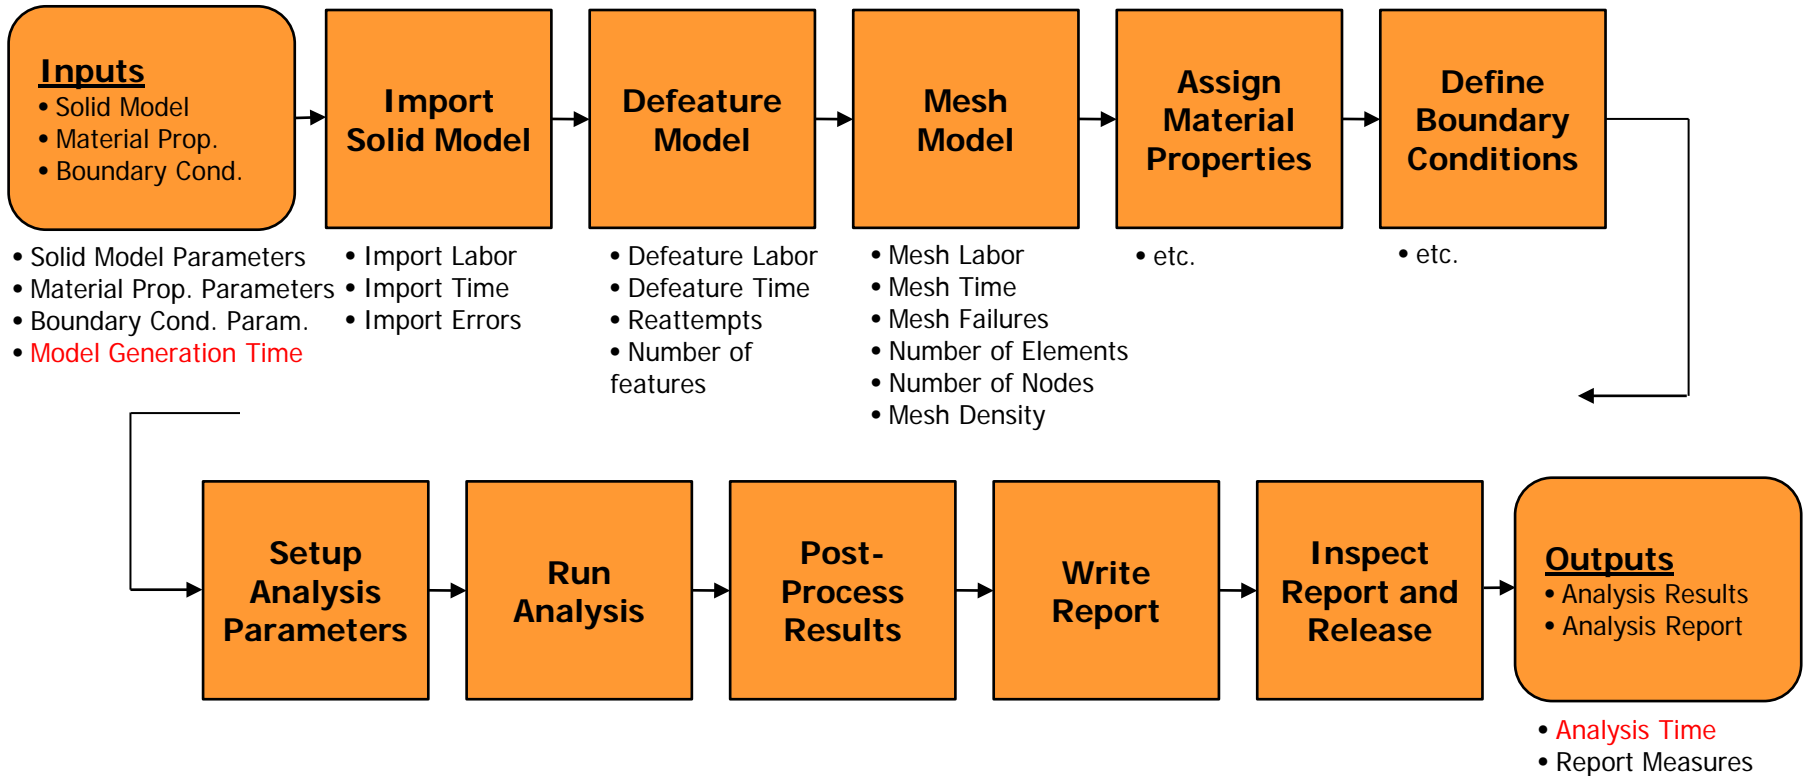 Inputs
• Solid Model
• Material Prop.
• Boundary Cond.
Import
Solid Model
Defeature
Model
Mesh
Model
Assign
Material
Properties
Define
Boundary
Conditions
• Solid Model Parameters
• Material Prop. Parameters
• Boundary Cond. Param.
• Model Generation Time
• Import Labor
• Import Time
• Import Errors
• Defeature Labor
• Defeature Time
• Reattempts
• Number of
features
• Mesh Labor
• Mesh Time
• Mesh Failures
• Number of Elements
• Number of Nodes
• Mesh Density
• etc.
• etc.
Setup
Analysis
Parameters
Run
Analysis
Post-
Process
Results
Write
Report
Inspect
Report and
Release
Outputs
• Analysis Results
• Analysis Report
• Analysis Time
• Report Measures